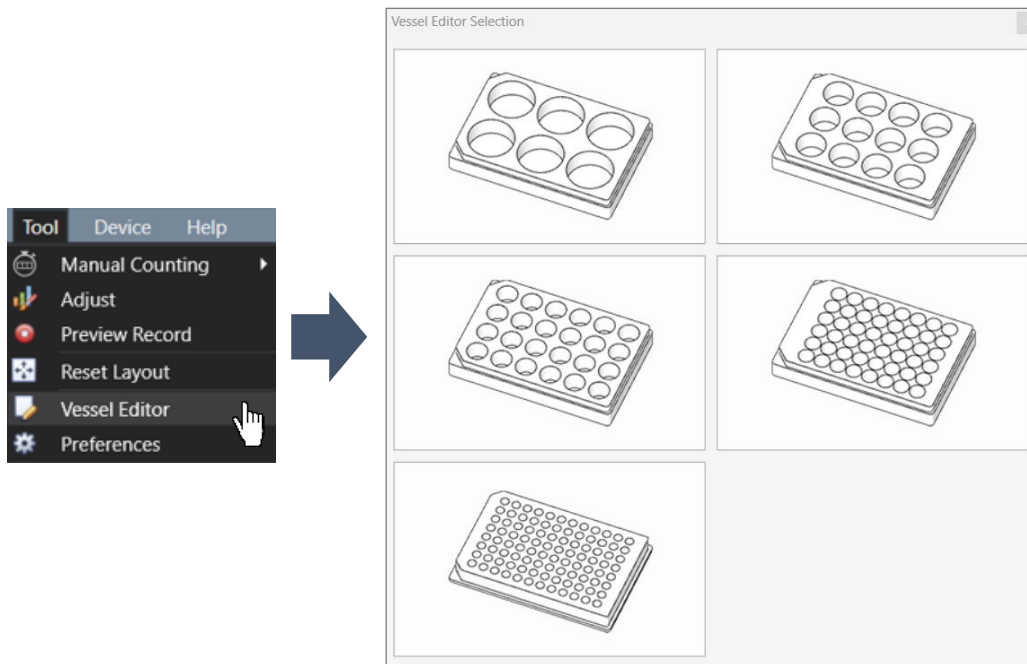 Tool Device Help
Manual Counting
Adjust
Preview Record
Reset Layout
Vessel Editor
Preferences
Vessel Editor Selection